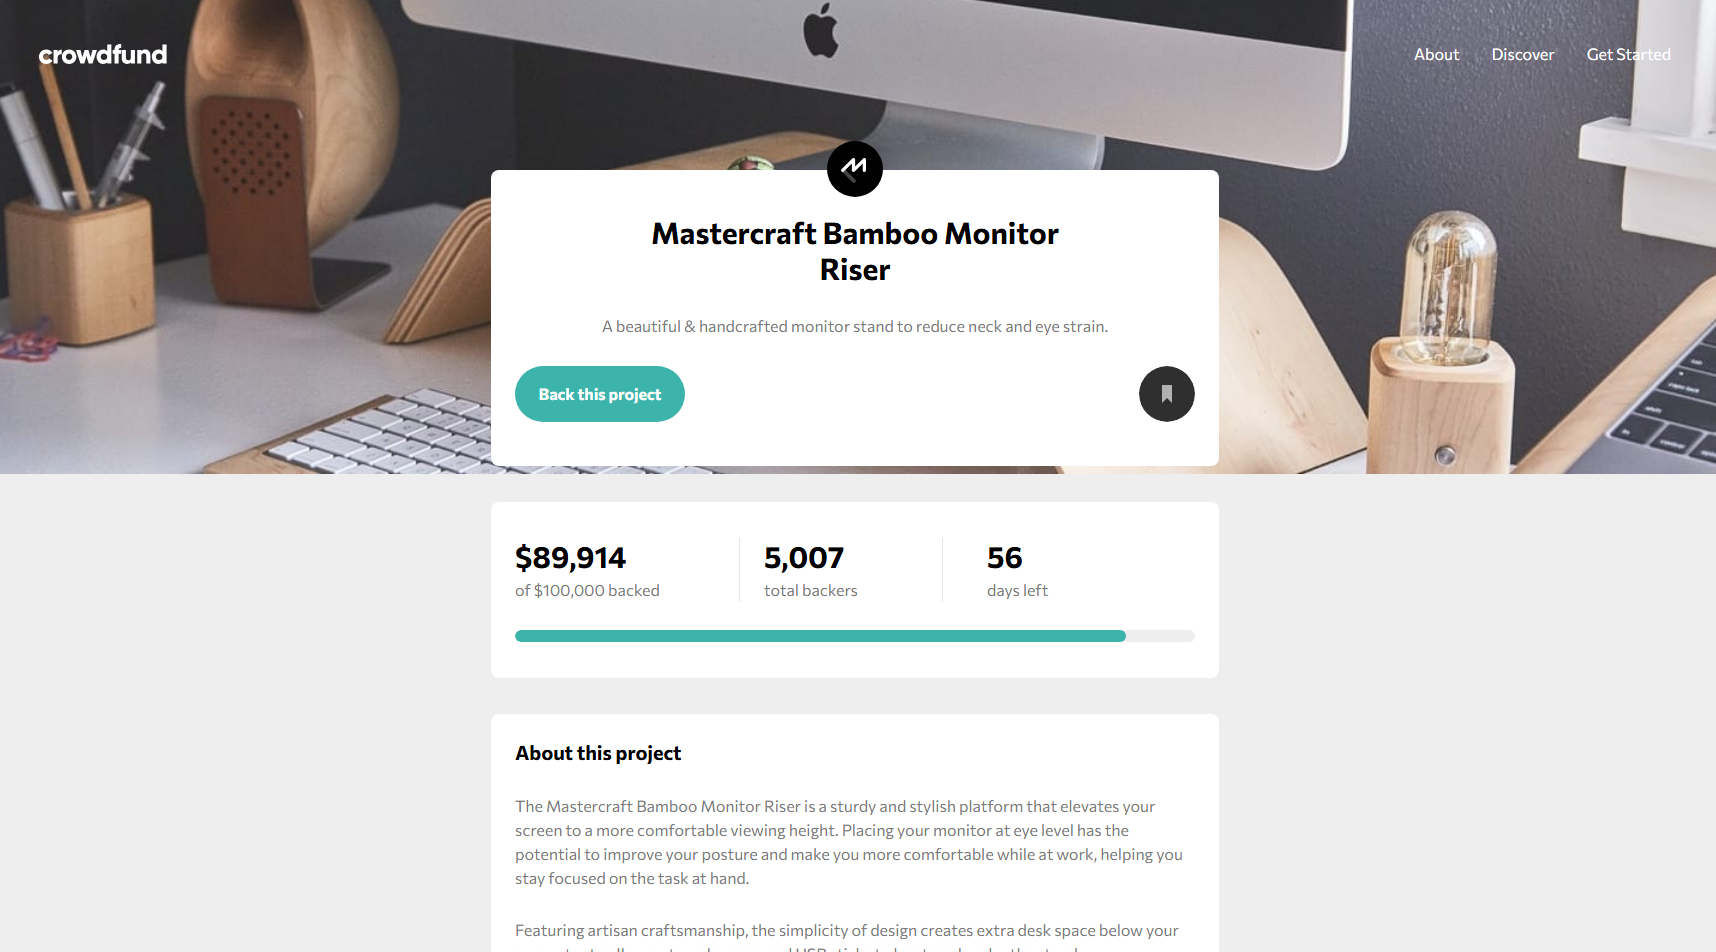 crowdfund
About Discover Get Started
Mastercraft Bamboo Monitor
Riser
A beautiful & handcrafted monitor stand to reduce neck and eye strain.
Back this project
$89,914
of $100,000 backed
5,007
total backers
56
days left
About this project
The Mastercraft Bamboo Monitor Riser is a sturdy and stylish platform that elevates your
screen to a more comfortable viewing height. Placing your monitor at eye level has the
potential to improve your posture and make you more comfortable while at work, helping you
stay focused on the task at hand.
Featuring artisan craftsmanship, the simplicity of design creates extra desk space below your